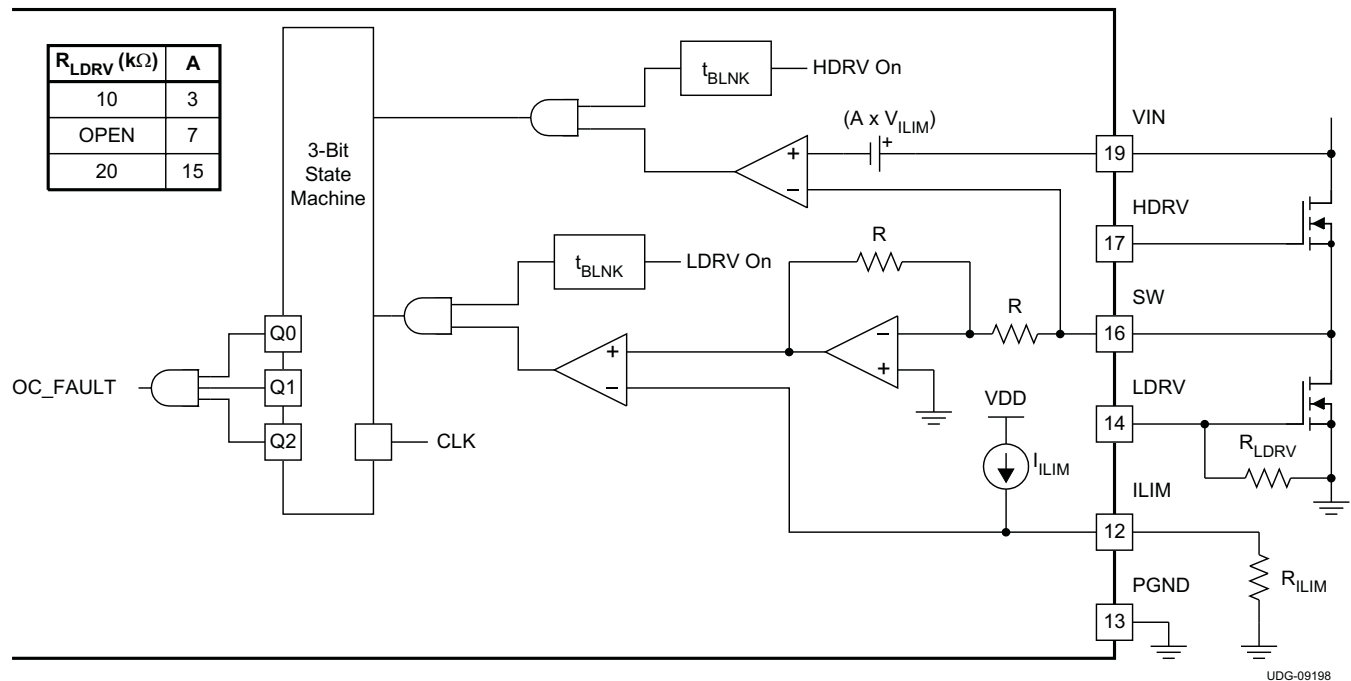 R_LDRV (kΩ) A
10 3
OPEN 7
20 15
3-Bit
State
Machine
t_BLNK
HDRV On
(A x V_ILIM)
+
+
−
VIN
19
HDRV
17
SW
16
LDRV
14
R_LDRV
ILIM
12
R_ILIM
PGND
13
t_BLNK
LDRV On
R
R
−
+
+
−
VDD
I_ILIM
Q0
Q1
Q2
OC_FAULT
CLK
UDG-09198